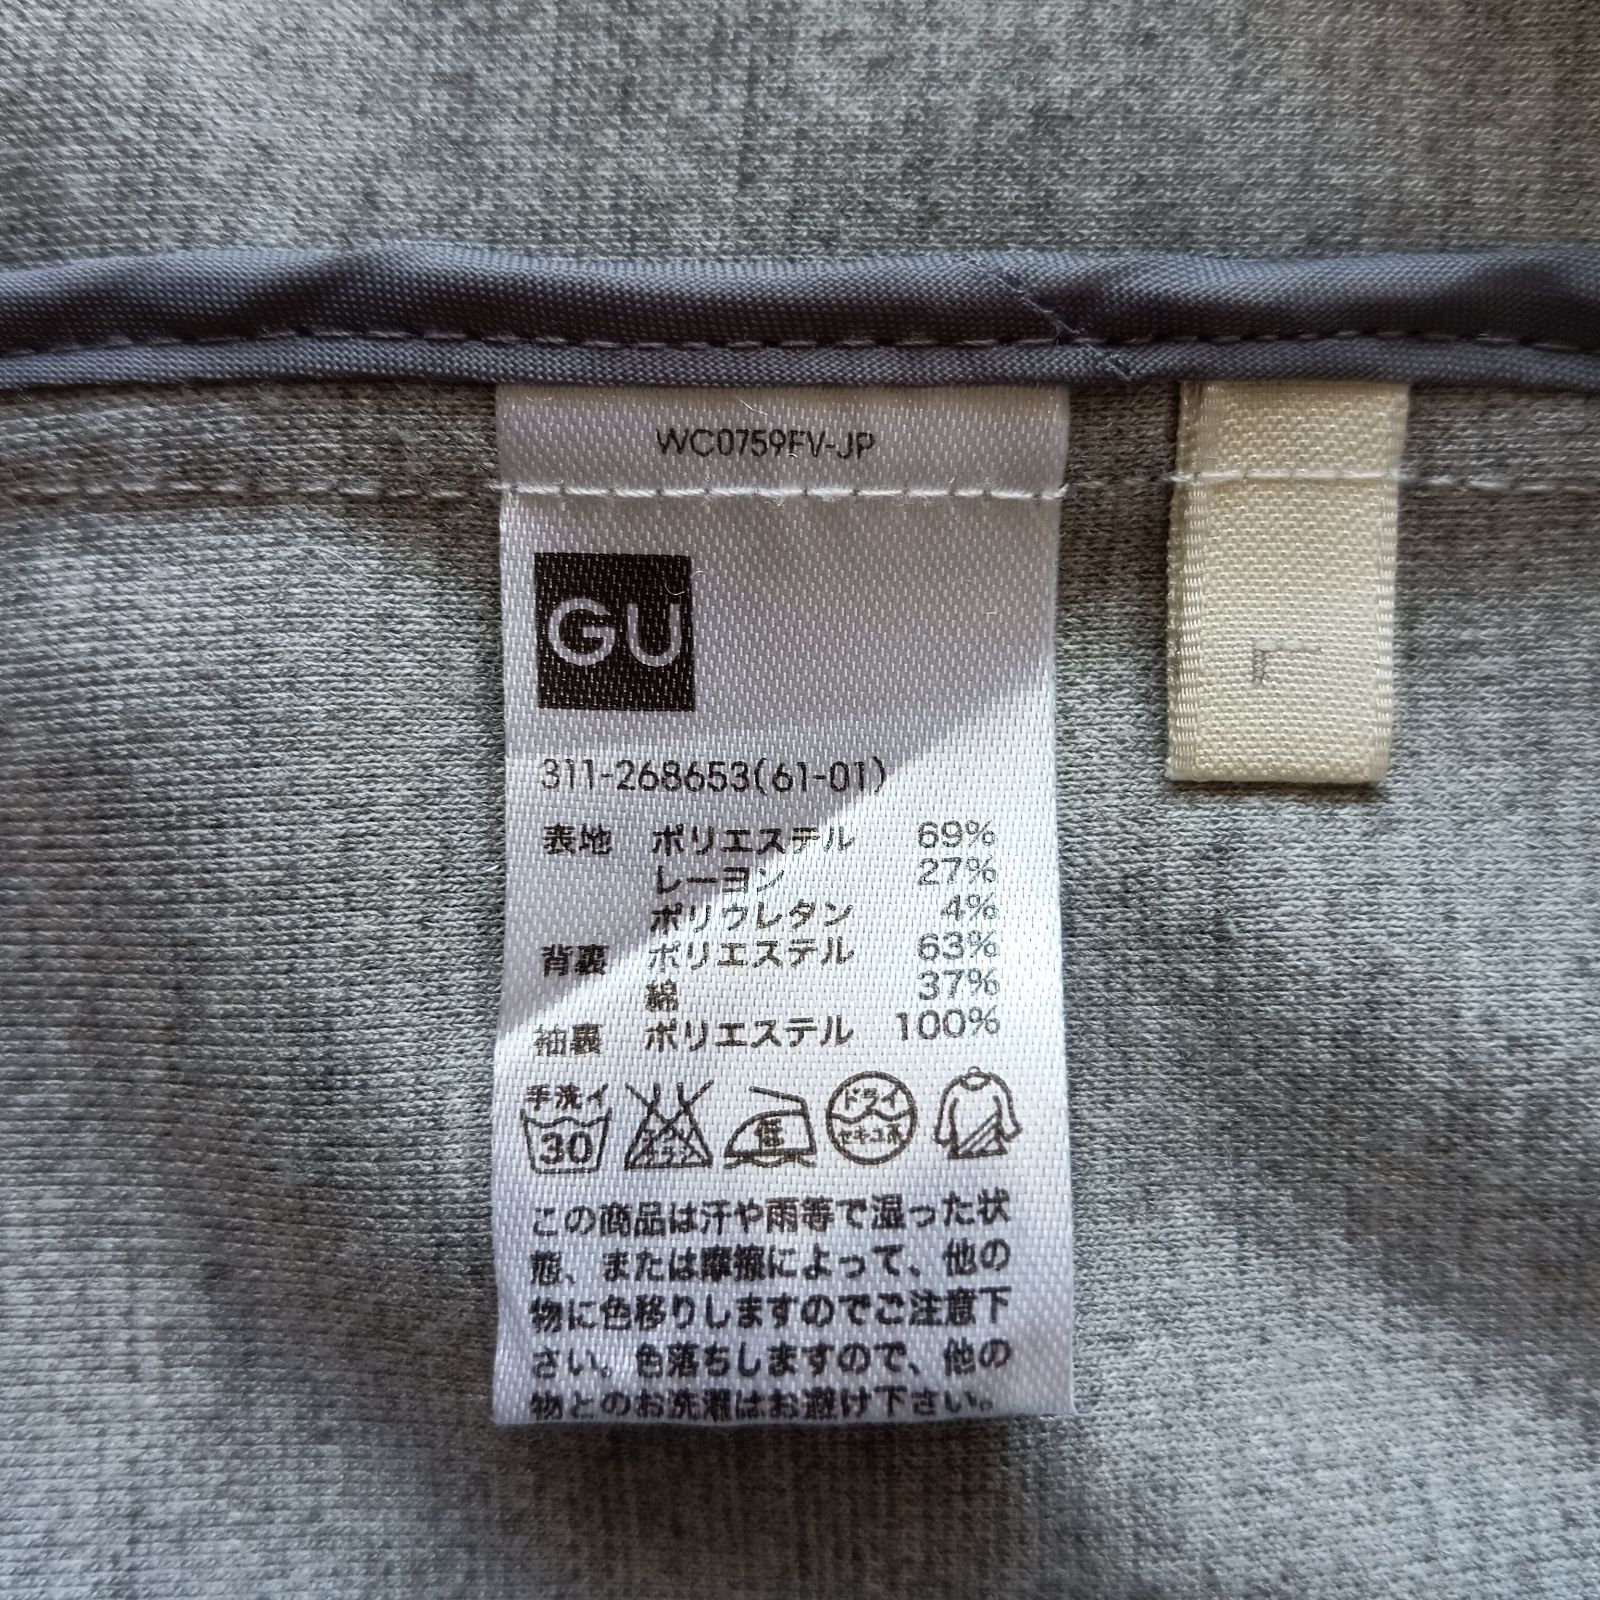 WC0759FV-JP
GU
311-268653(61-01)
表地 ポリエステル 69%
レーヨン 27%
ポリウレタン 4%
背裏 ポリエステル 63%
綿 37%
袖裏 ポリエステル 100%
手洗イ
30
エンソ
サラシ
低
ドライ
セキユ系
この商品は汗や雨等で湿った状
態、または摩擦によって、他の
物に色移りしますのでご注意下
さい。色落ちしますので、他の
物とのお洗濯はお避け下さい。